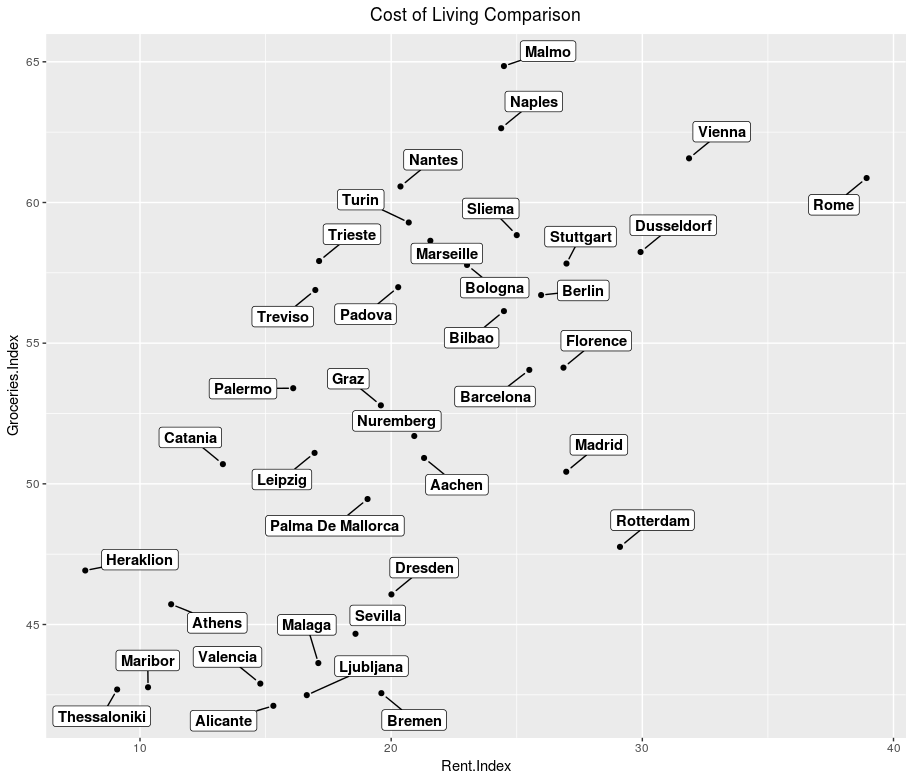 Cost of Living Comparison
65
60
55
50
45
Groceries.Index
Malmo
Naples
Vienna
Nantes
Turin
Rome
Sliema
Dusseldorf
Trieste
Stuttgart
Marseille
Bologna
Berlin
Treviso
Padova
Bilbao
Florence
Graz
Palermo
Barcelona
Nuremberg
Catania
Madrid
Leipzig
Aachen
Palma De Mallorca
Rotterdam
Heraklion
Dresden
Sevilla
Athens
Malaga
Valencia
Maribor
Ljubljana
Thessaloniki
Alicante
Bremen
10
20
30
40
Rent.Index